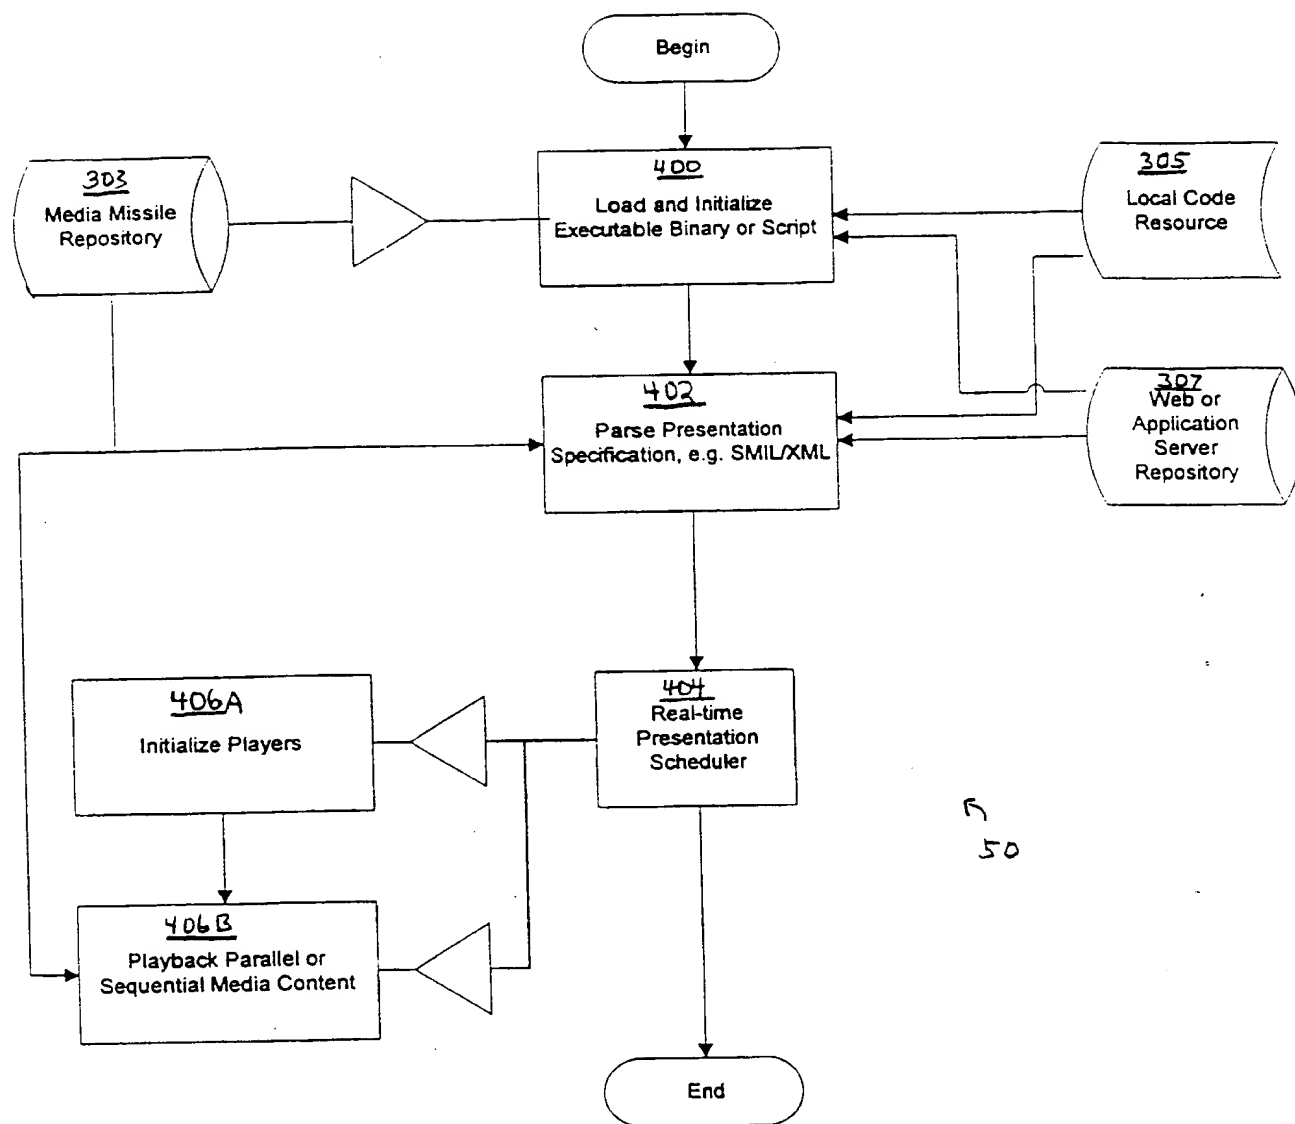 Begin
303
Media Missile
Repository
400
Load and Initialize
Executable Binary or Script
305
Local Code
Resource
402
Parse Presentation
Specification, e.g. SMIL/XML
307
Web or
Application
Server
Repository
406A
Initialize Players
404
Real-time
Presentation
Scheduler
50
406B
Playback Parallel or
Sequential Media Content
End